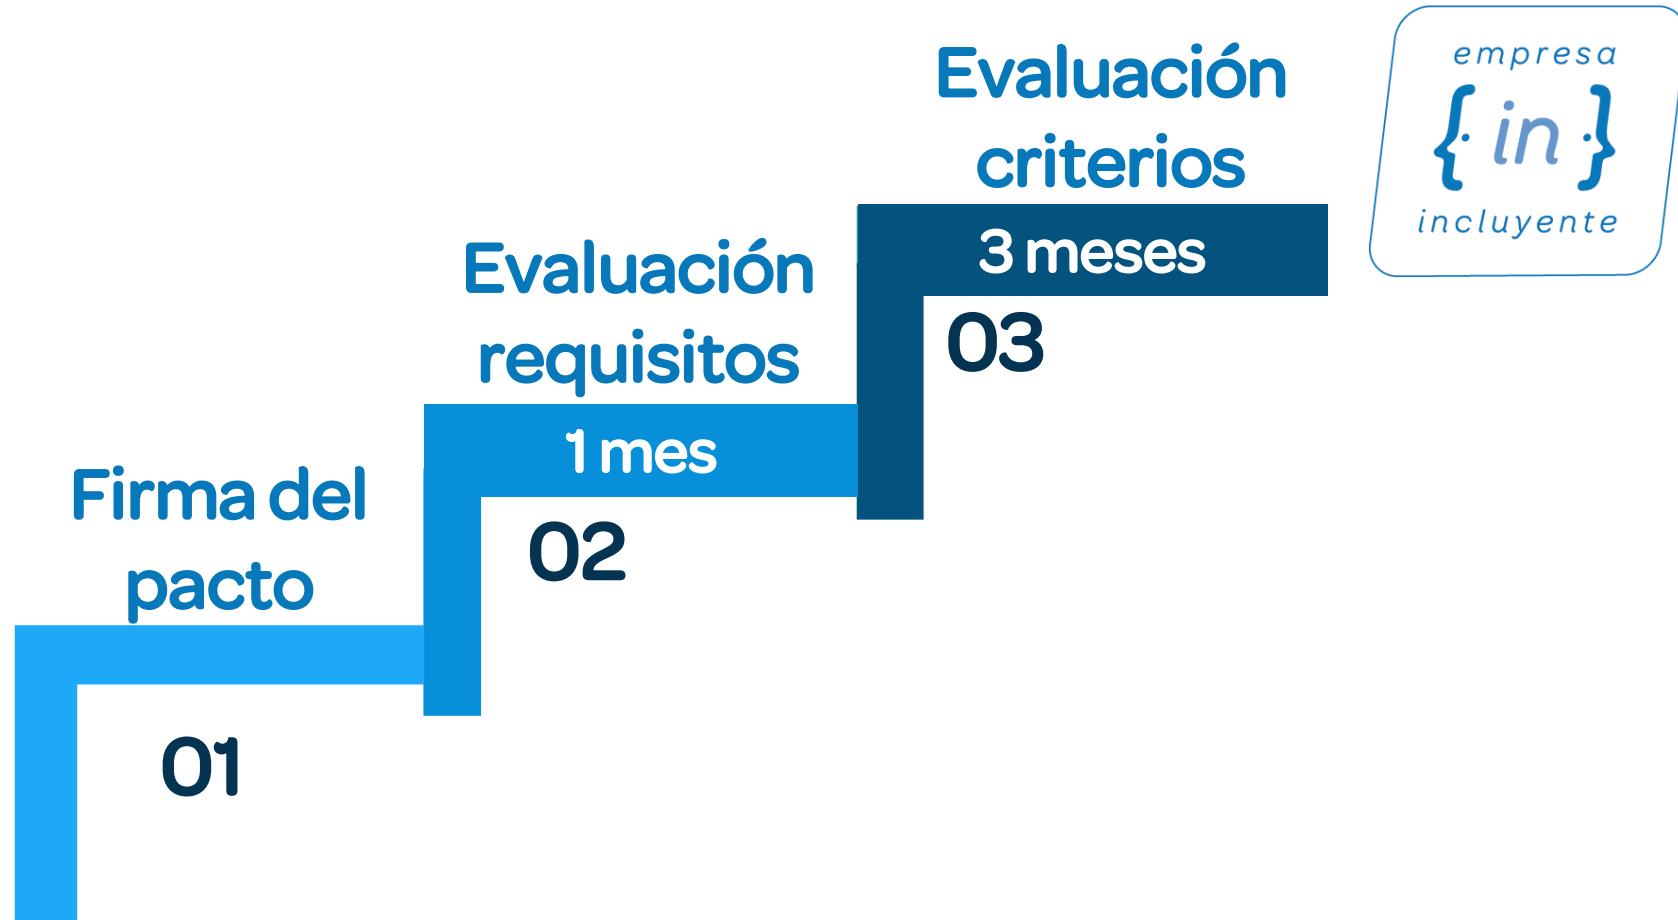 Firma del
pacto
01
Evaluación
requisitos
1 mes
02
Evaluación
criterios
3 meses
03
empresa
{in}
incluyente